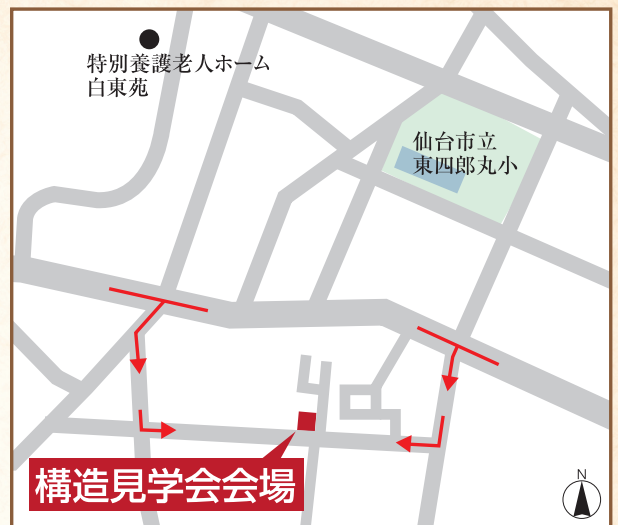 特別養護老人ホーム
白東苑
仙台市立
東四郎丸小
構造見学会会場
N